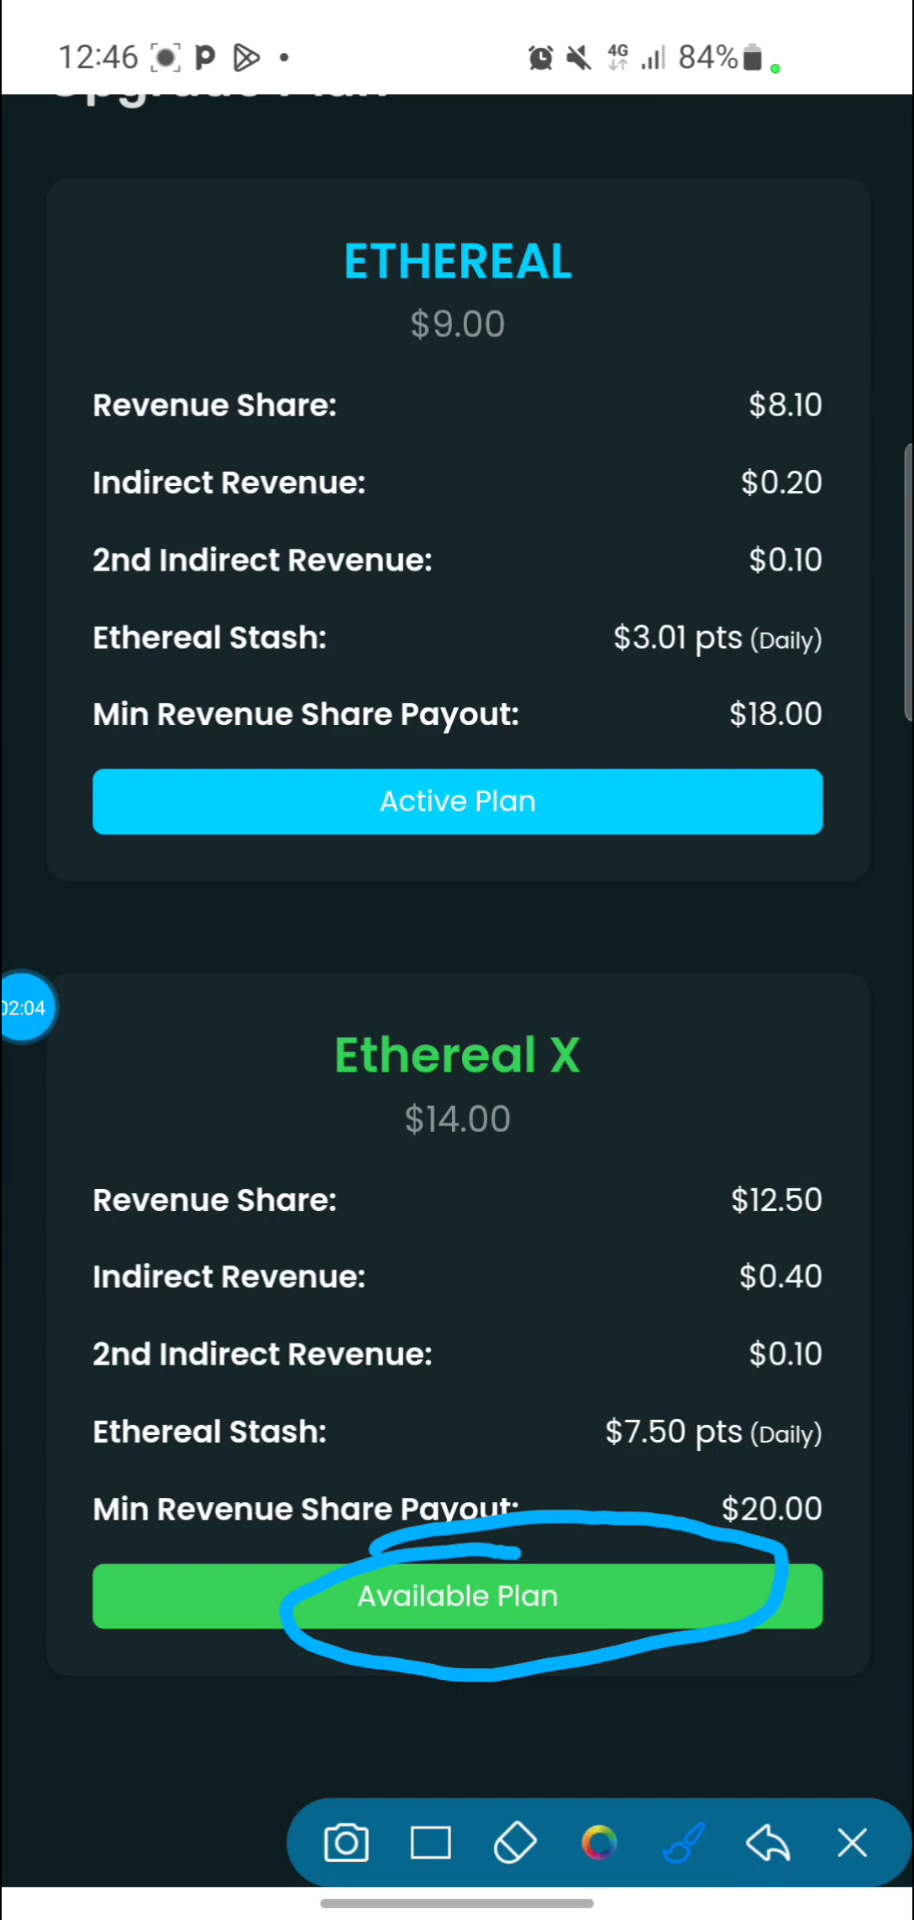 12:46 84%
4G
Upgrade Plan
ETHEREAL
$9.00
Revenue Share: $8.10
Indirect Revenue: $0.20
2nd Indirect Revenue: $0.10
Ethereal Stash: $3.01 pts (Daily)
Min Revenue Share Payout: $18.00
Active Plan
02:04
Ethereal X
$14.00
Revenue Share: $12.50
Indirect Revenue: $0.40
2nd Indirect Revenue: $0.10
Ethereal Stash: $7.50 pts (Daily)
Min Revenue Share Payout: $20.00
Available Plan